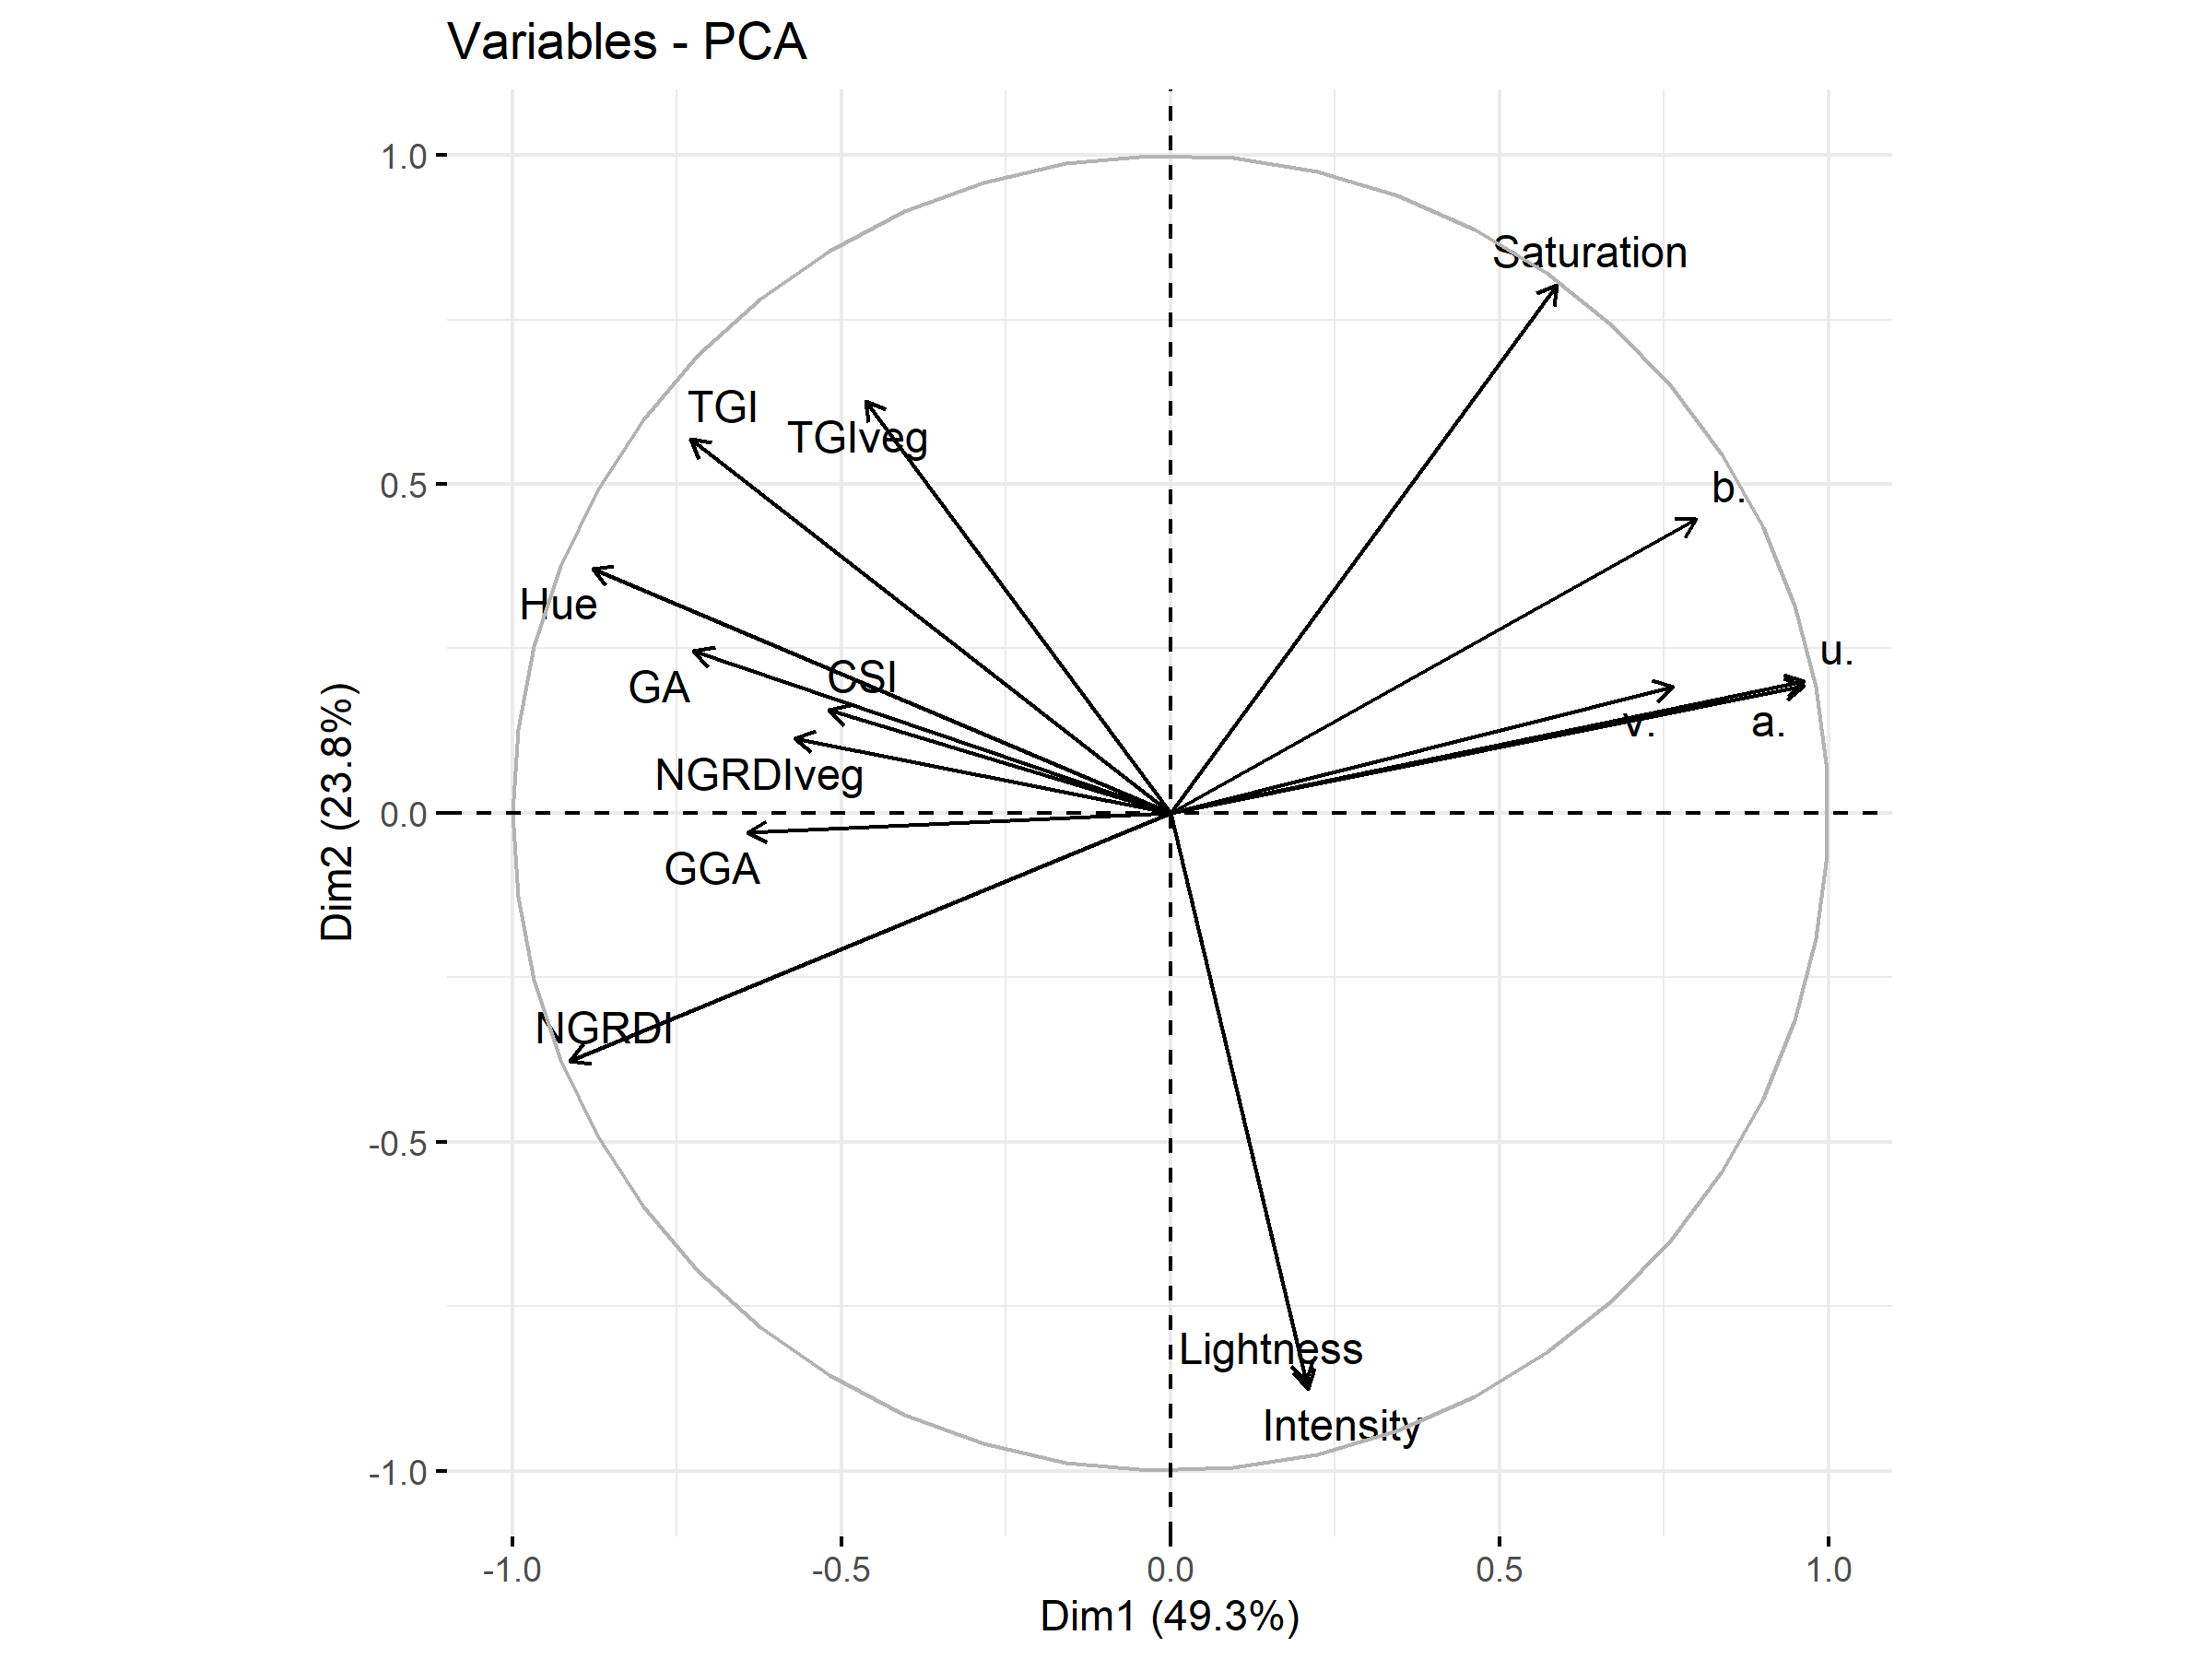 Variables - PCA
1.0
Saturation
TGI
TGIveg
0.5
b.
Hue
u.
CSI
GA
v.
a.
NGRDIveg
0.0
GGA
NGRDI
-0.5
Lightness
Intensity
-1.0
Dim2 (23.8%)
-1.0 -0.5 0.0 0.5 1.0
Dim1 (49.3%)